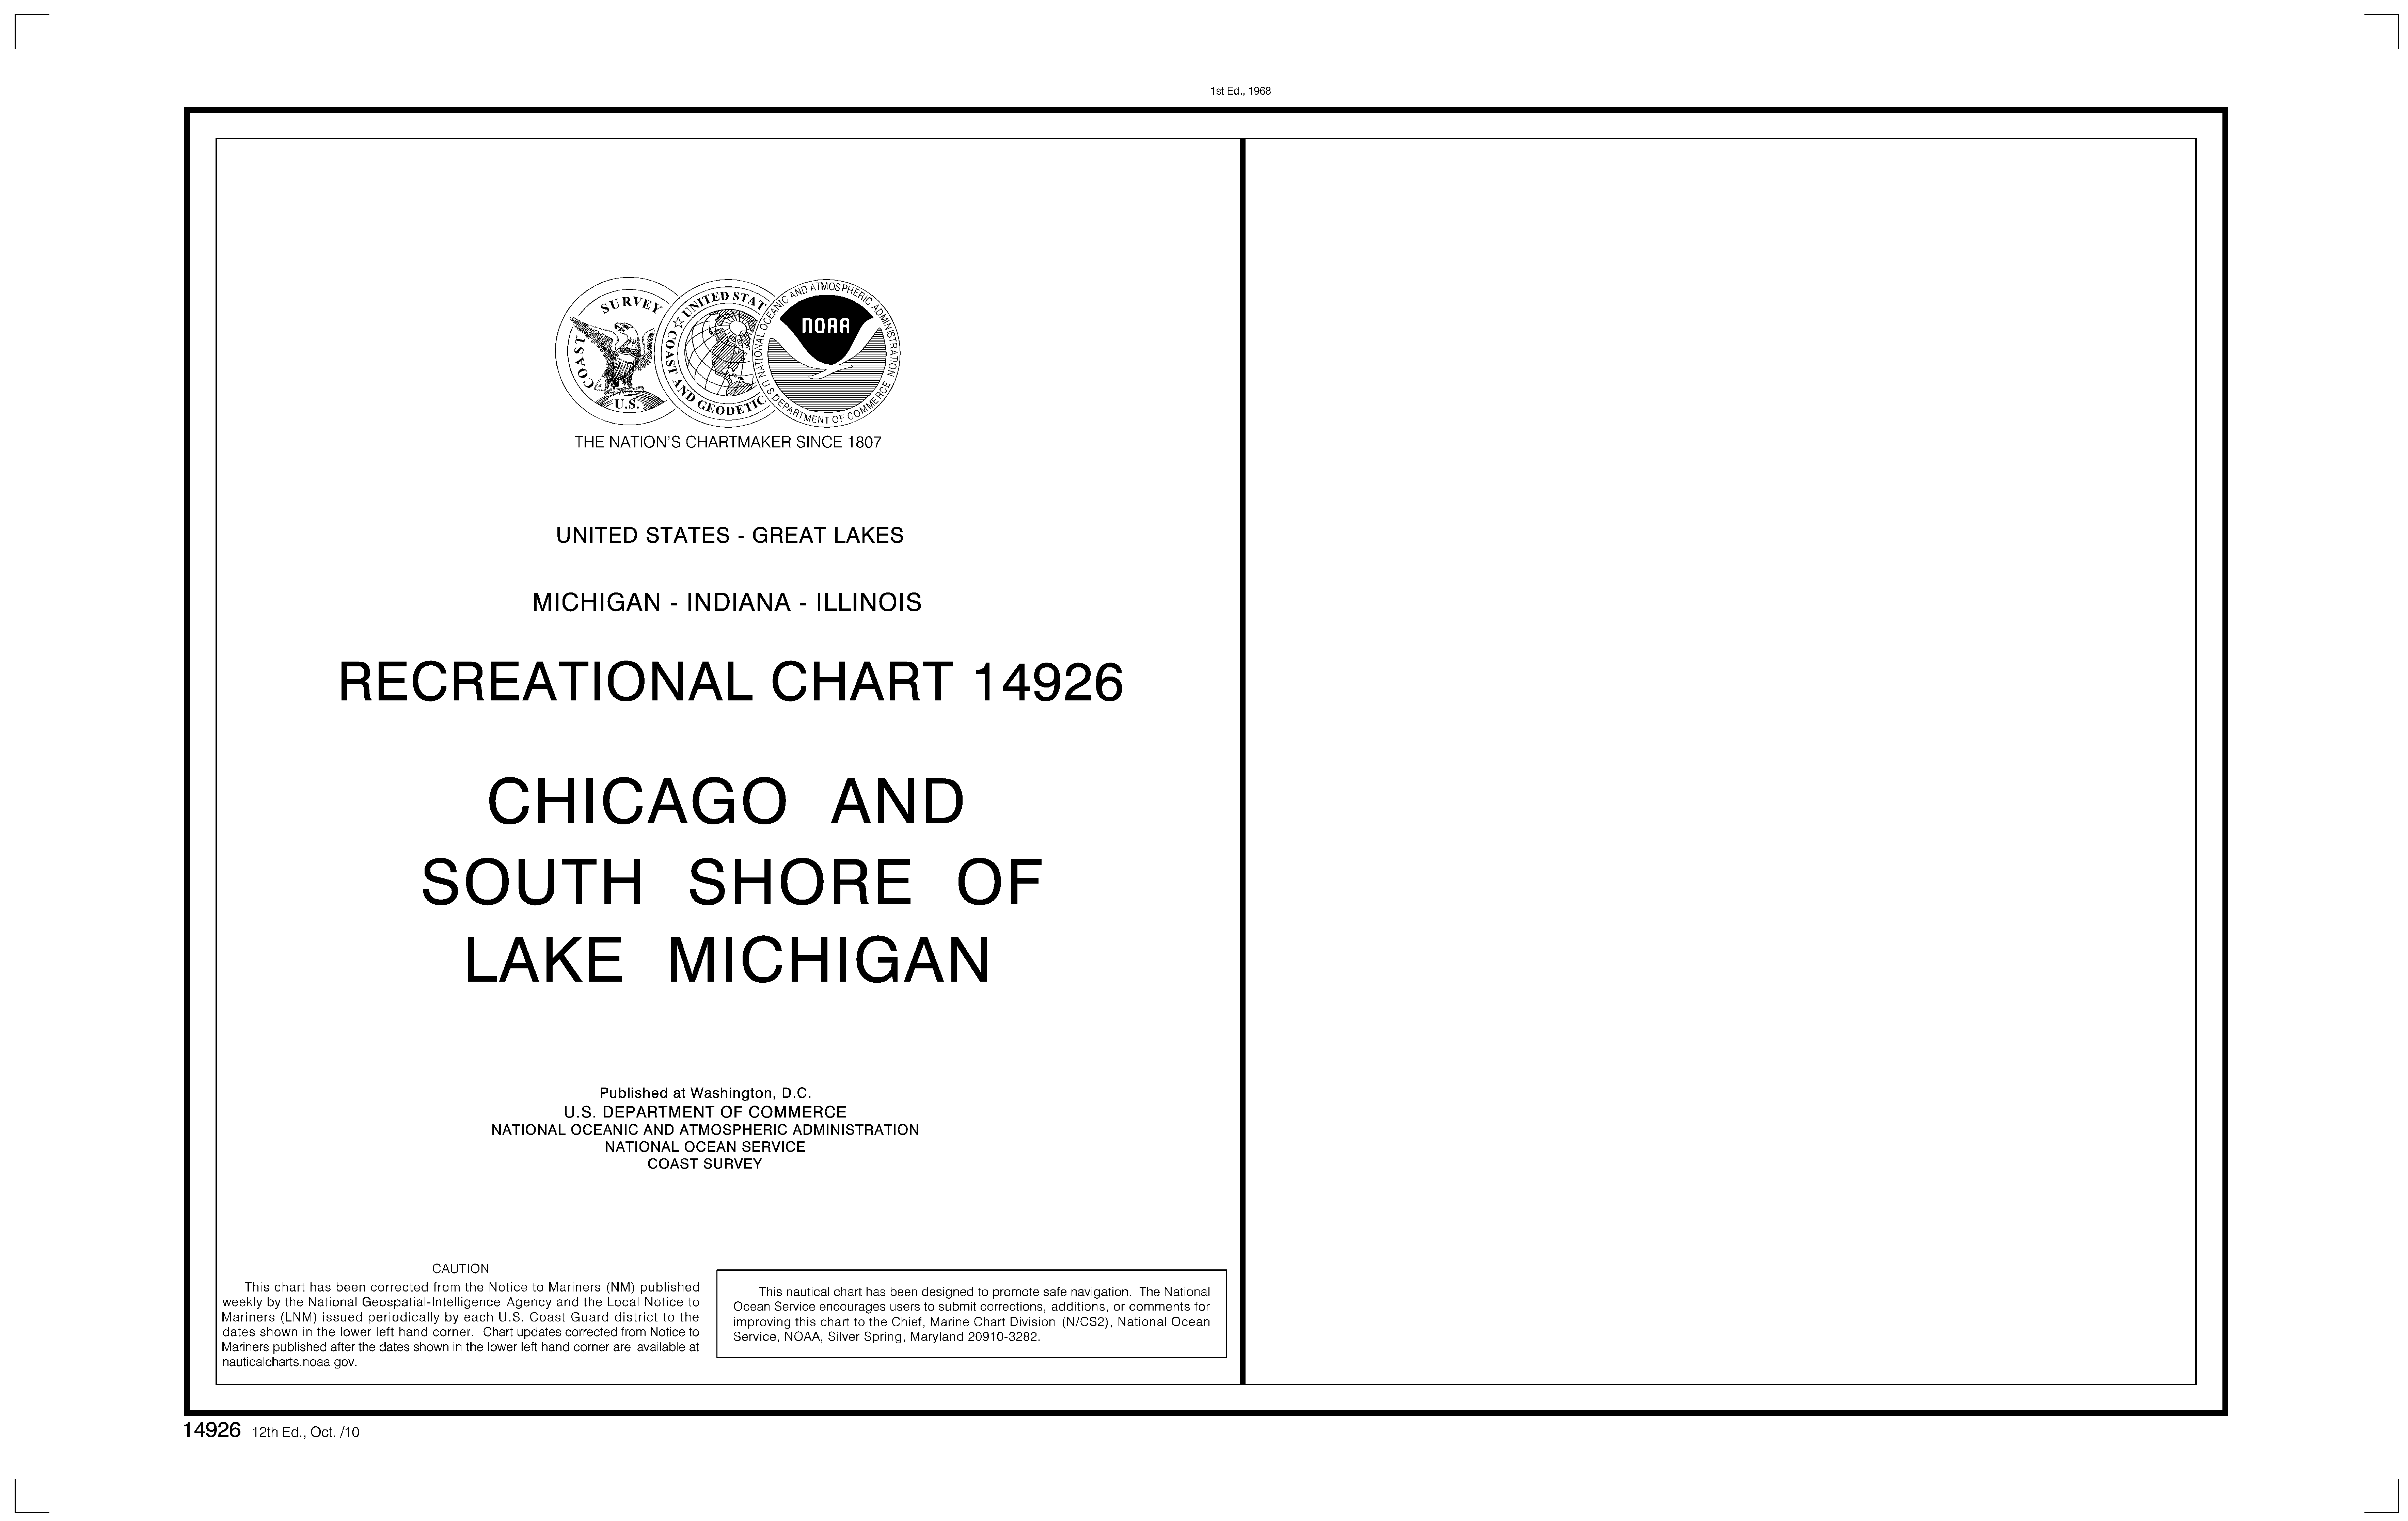 1st Ed., 1968
COAST SURVEY
U.S.
UNITED STAT
COAST AND GEODETIC
NATIONAL OCEANIC AND ATMOSPHERIC ADMINISTRATION
U.S. DEPARTMENT OF COMMERCE
NOAA
THE NATION'S CHARTMAKER SINCE 1807
UNITED STATES - GREAT LAKES
MICHIGAN - INDIANA - ILLINOIS
RECREATIONAL CHART 14926
CHICAGO AND
SOUTH SHORE OF
LAKE MICHIGAN
Published at Washington, D.C.
U.S. DEPARTMENT OF COMMERCE
NATIONAL OCEANIC AND ATMOSPHERIC ADMINISTRATION
NATIONAL OCEAN SERVICE
COAST SURVEY
CAUTION
This chart has been corrected from the Notice to Mariners (NM) published
weekly by the National Geospatial-Intelligence Agency and the Local Notice to
Mariners (LNM) issued periodically by each U.S. Coast Guard district to the
dates shown in the lower left hand corner. Chart updates corrected from Notice to
Mariners published after the dates shown in the lower left hand corner are available at
nauticalcharts.noaa.gov.
This nautical chart has been designed to promote safe navigation. The National
Ocean Service encourages users to submit corrections, additions, or comments for
improving this chart to the Chief, Marine Chart Division (N/CS2), National Ocean
Service, NOAA, Silver Spring, Maryland 20910-3282.
14926 12th Ed., Oct. /10